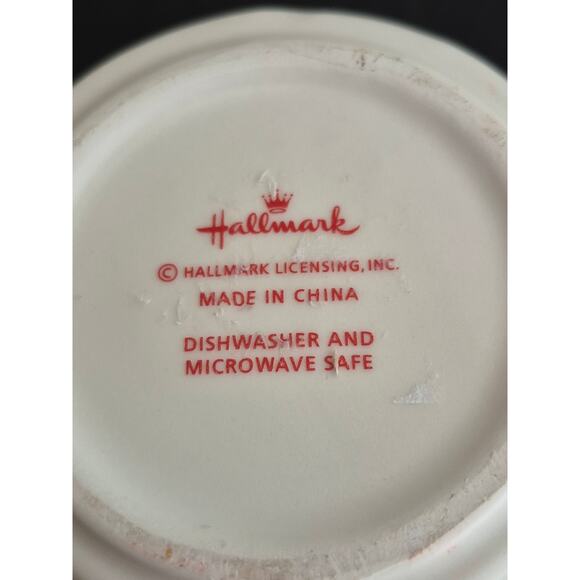 Hallmark
© HALLMARK LICENSING, INC.
MADE IN CHINA
DISHWASHER AND
MICROWAVE SAFE